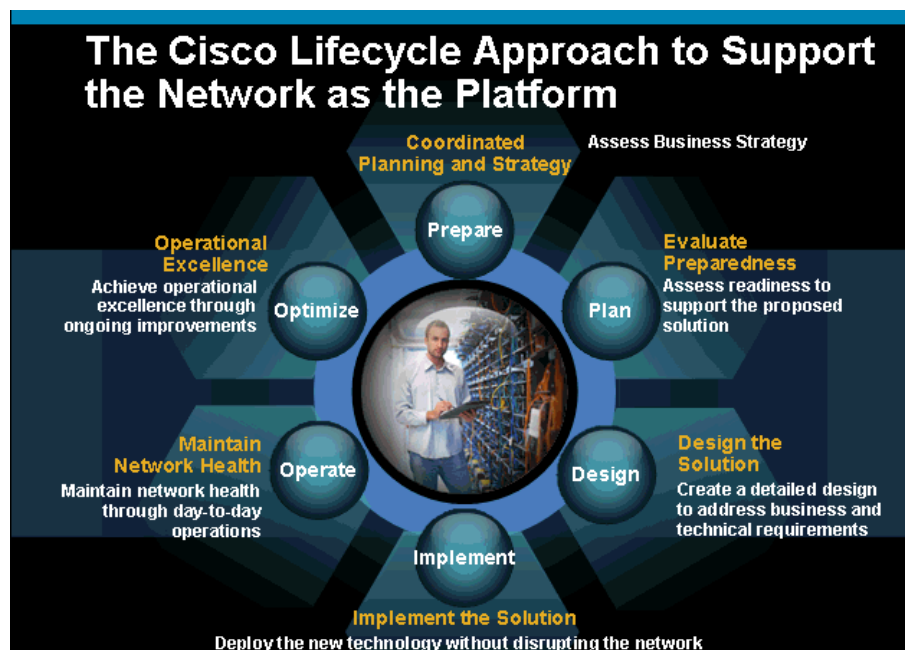 The Cisco Lifecycle Approach to Support
the Network as the Platform
Coordinated
Planning and Strategy
Assess Business Strategy
Prepare
Evaluate
Preparedness
Assess readiness to
support the proposed
solution
Plan
Design the
Solution
Create a detailed design
to address business and
technical requirements
Design
Implement
Implement the Solution
Deploy the new technology without disrupting the network
Maintain
Network Health
Maintain network health
through day-to-day
operations
Operate
Operational
Excellence
Achieve operational
excellence through
ongoing improvements
Optimize